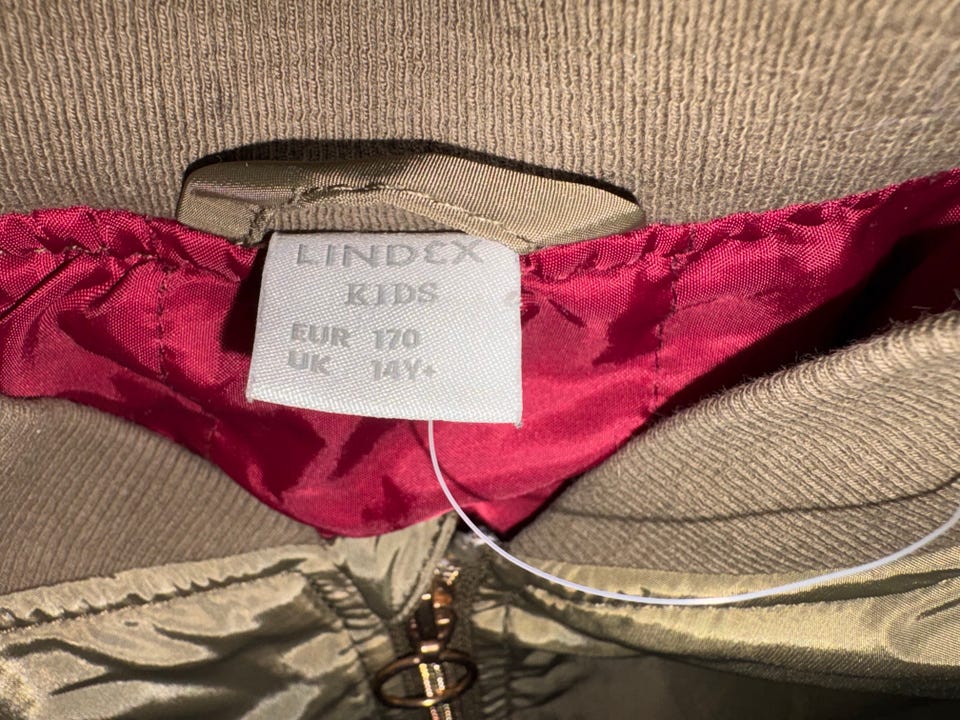 LINDEX
KIDS
EUR 170
UK 14Y+